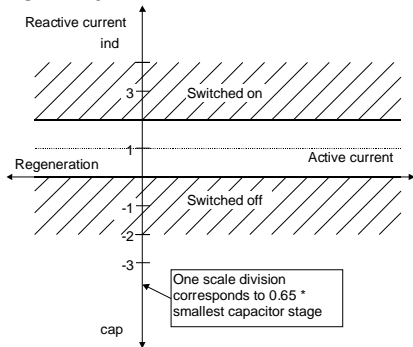 Reactive current
ind
3
Switched on
1
Regeneration
Active current
-1
Switched off
-2
-3
One scale division
corresponds to 0.65 *
smallest capacitor stage
cap